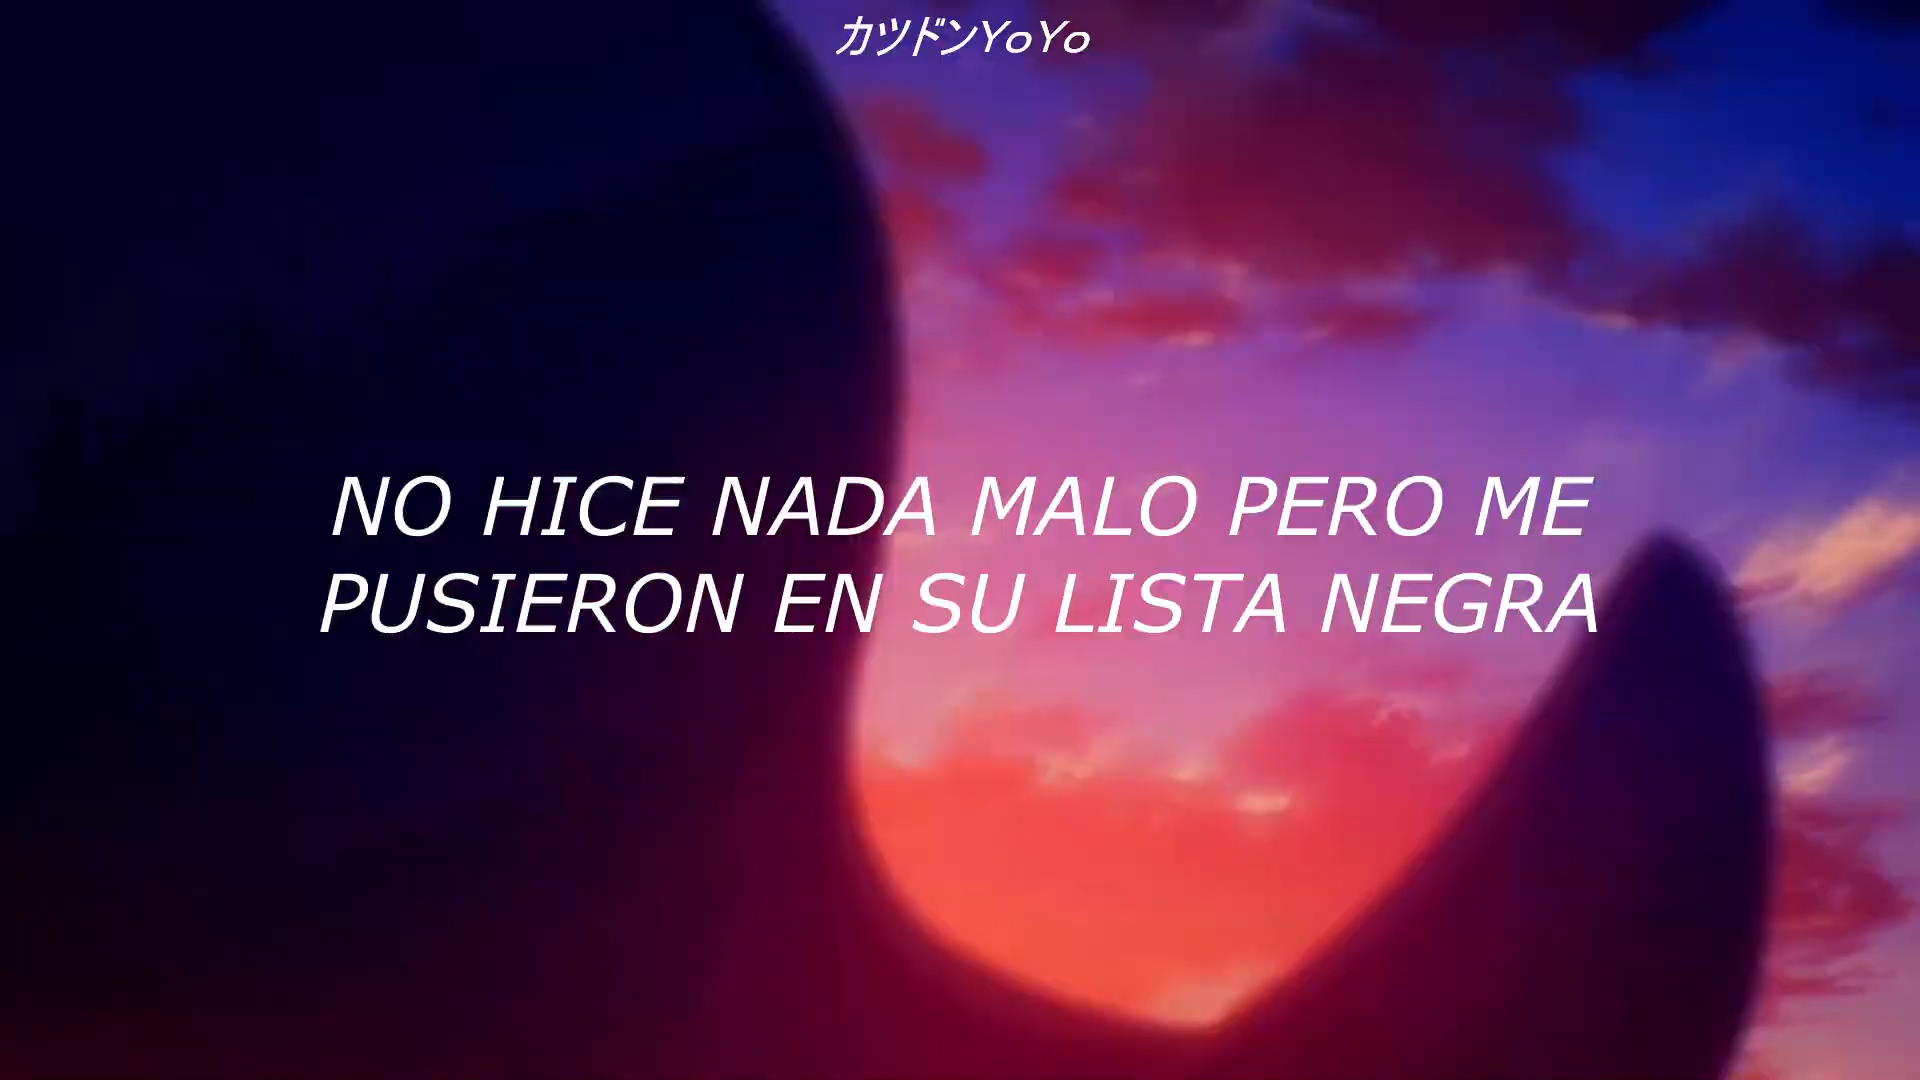 カツドンYoYo
NO HICE NADA MALO PERO ME
PUSIERON EN SU LISTA NEGRA